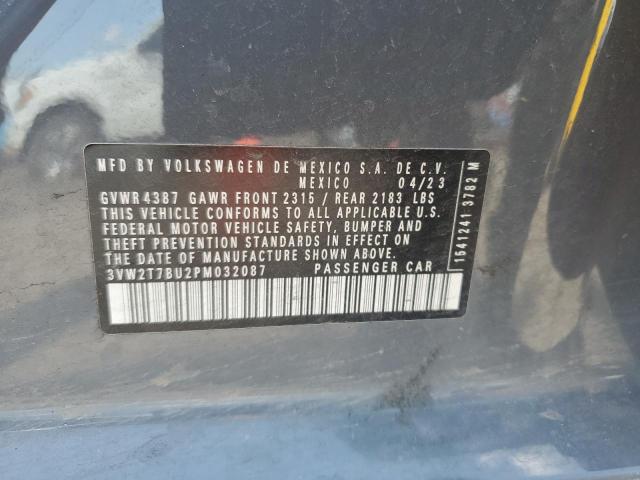 MFD BY VOLKSWAGEN DE MEXICO S.A. DE C.V.
MEXICO 04/23
GVWR 4387 GAWR FRONT 2315 / REAR 2183 LBS
THIS VEHICLE CONFORMS TO ALL APPLICABLE U.S.
FEDERAL MOTOR VEHICLE SAFETY, BUMPER AND
THEFT PREVENTION STANDARDS IN EFFECT ON
THE DATE OF MANUFACTURE SHOWN ABOVE.
3VW2T7BU2PM032087 PASSENGER CAR
1541241 3782 M